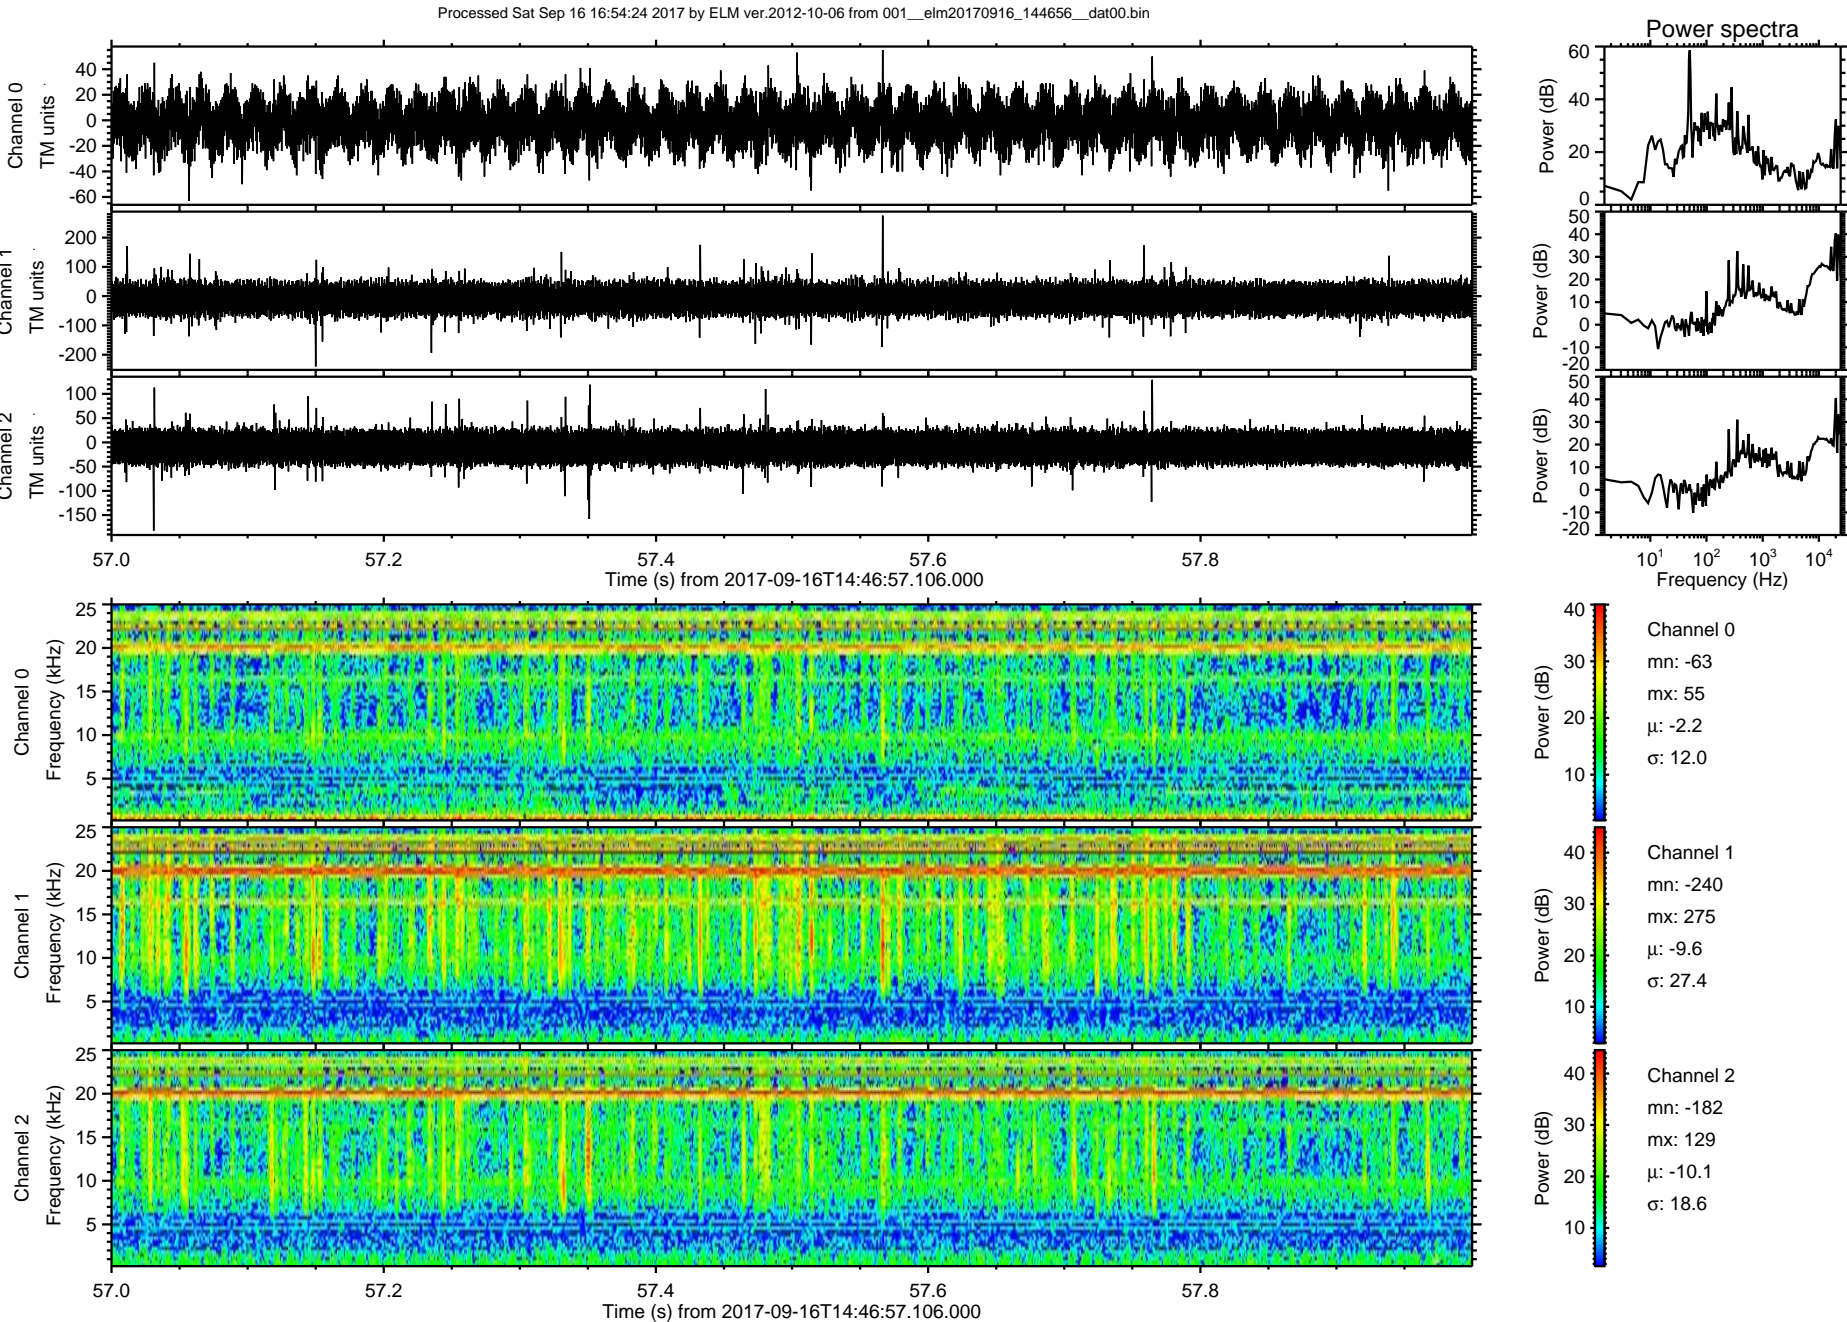 Processed Sat Sep 16 16:54:24 2017 by ELM ver.2012-10-06 from 001__elm20170916_144656__dat00.bin
Power spectra
Channel 0
TM units
40
20
0
-20
-40
-60
Power (dB)
60
40
20
0
Channel 1
TM units
200
100
0
-100
-200
Power (dB)
50
40
30
20
10
0
-10
-20
Channel 2
TM units
100
50
0
-50
-100
-150
Power (dB)
50
40
30
20
10
0
-10
-20
57.0 57.2 57.4 57.6 57.8
Time (s) from 2017-09-16T14:46:57.106.000
10^1 10^2 10^3 10^4
Frequency (Hz)
Channel 0
Frequency (kHz)
25
20
15
10
5
Power (dB)
40
30
20
10
Channel 0
mn: -63
mx: 55
μ: -2.2
σ: 12.0
Channel 1
Frequency (kHz)
25
20
15
10
5
Power (dB)
40
30
20
10
Channel 1
mn: -240
mx: 275
μ: -9.6
σ: 27.4
Channel 2
Frequency (kHz)
25
20
15
10
5
Power (dB)
40
30
20
10
Channel 2
mn: -182
mx: 129
μ: -10.1
σ: 18.6
57.0 57.2 57.4 57.6 57.8
Time (s) from 2017-09-16T14:46:57.106.000